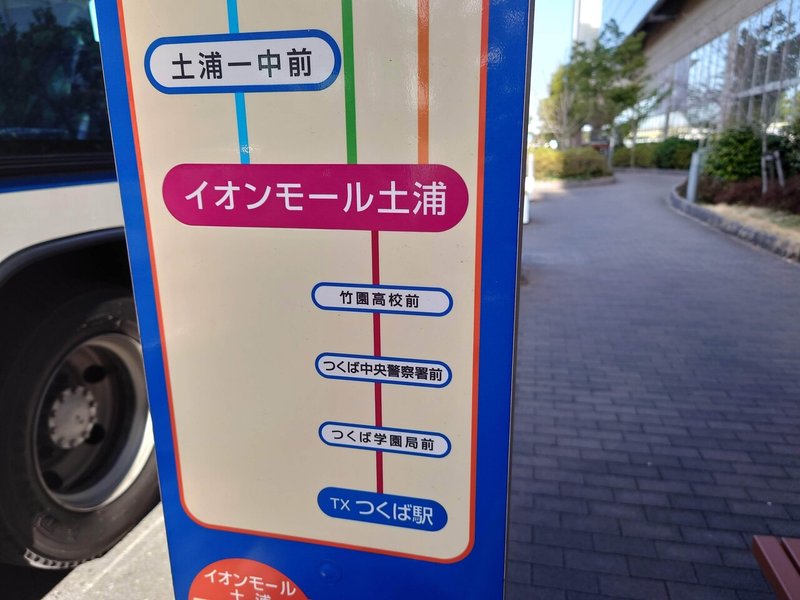 土浦一中前
イオンモール土浦
竹園高校前
つくば中央警察署前
つくば学園局前
TX つくば駅
イオンモール
土浦